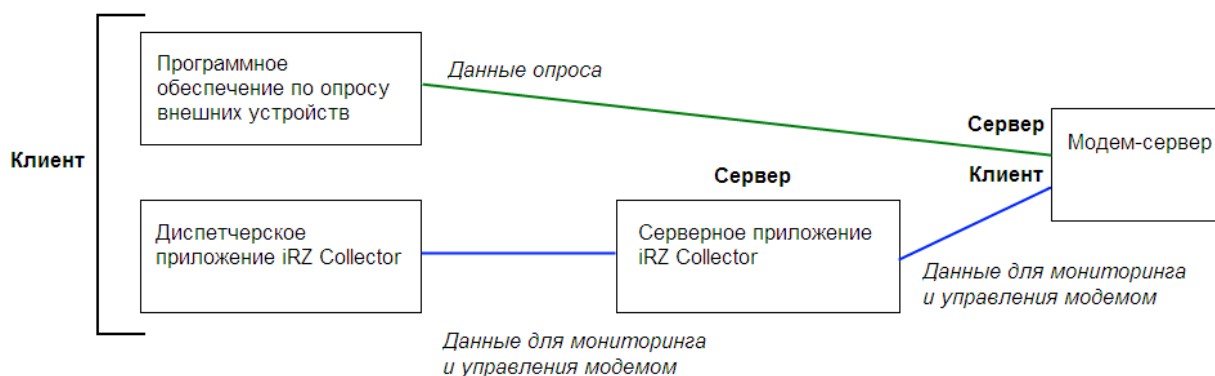 Программное
обеспечение по опросу
внешних устройств
Данные опроса
Сервер
Модем-сервер
Клиент
Клиент
Сервер
Диспетчерское
приложение iRZ Collector
Серверное приложение
iRZ Collector
Данные для мониторинга
и управления модемом
Данные для мониторинга
и управления модемом